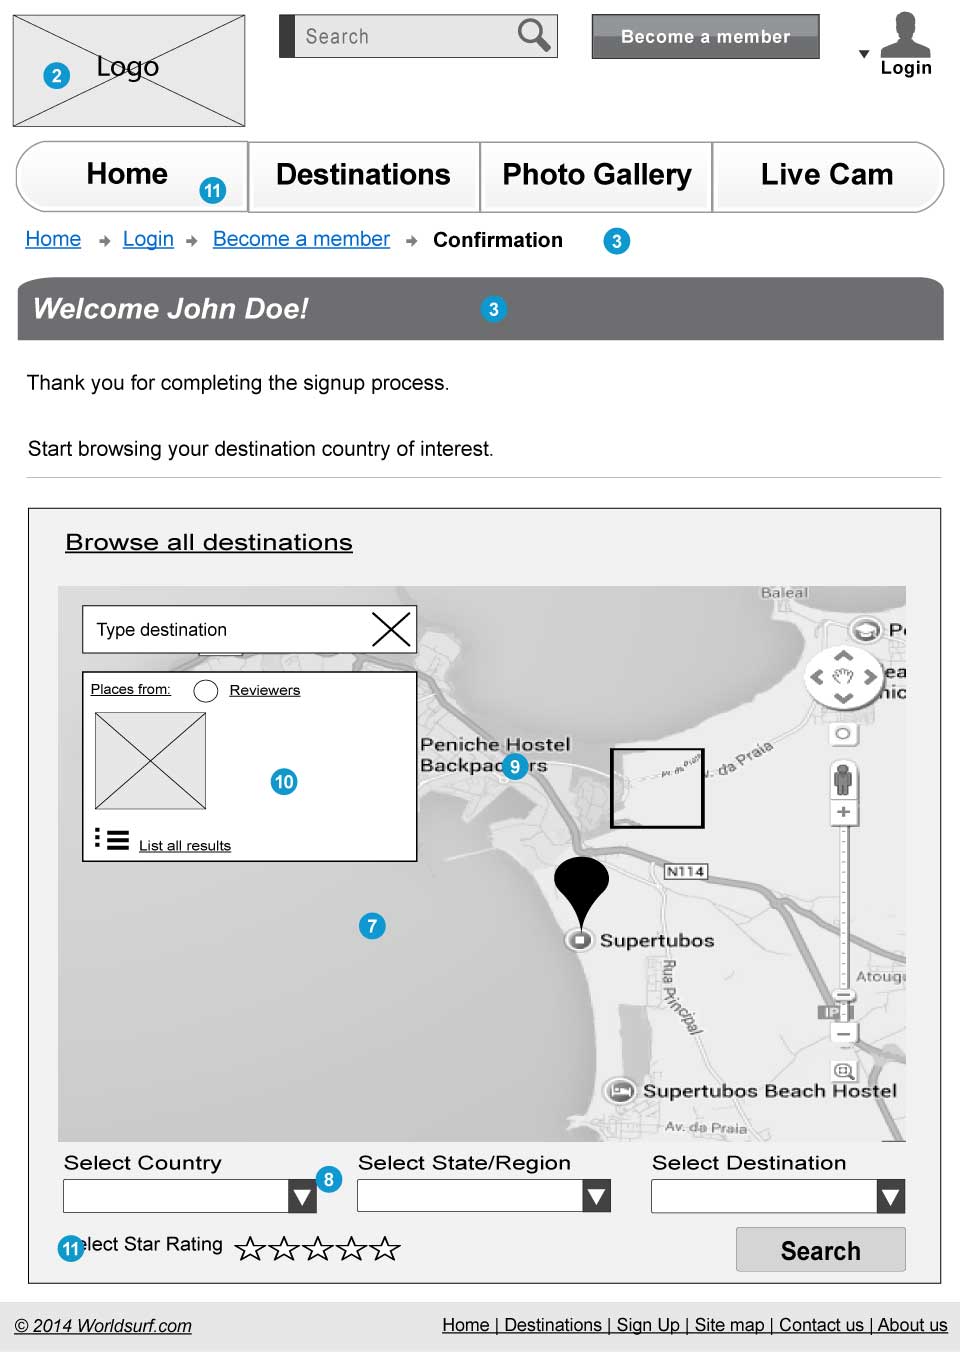 Logo
2
Search
Become a member
Login
Home
11
Destinations
Photo Gallery
Live Cam
Home
Login
Become a member
Confirmation
3
Welcome John Doe!
3
Thank you for completing the signup process.
Start browsing your destination country of interest.
Browse all destinations
Baleal
Type destination
Places from:
Reviewers
10
List all results
Peniche Hostel
9
Av. da Praia
N114
7
Supertubos
Rua Principal
Atoug
IP
Supertubos Beach Hostel
Av. da Praia
Select Country
8
Select State/Region
Select Destination
11
elect Star Rating
Search
© 2014 Worldsurf.com
Home | Destinations | Sign Up | Site map | Contact us | About us